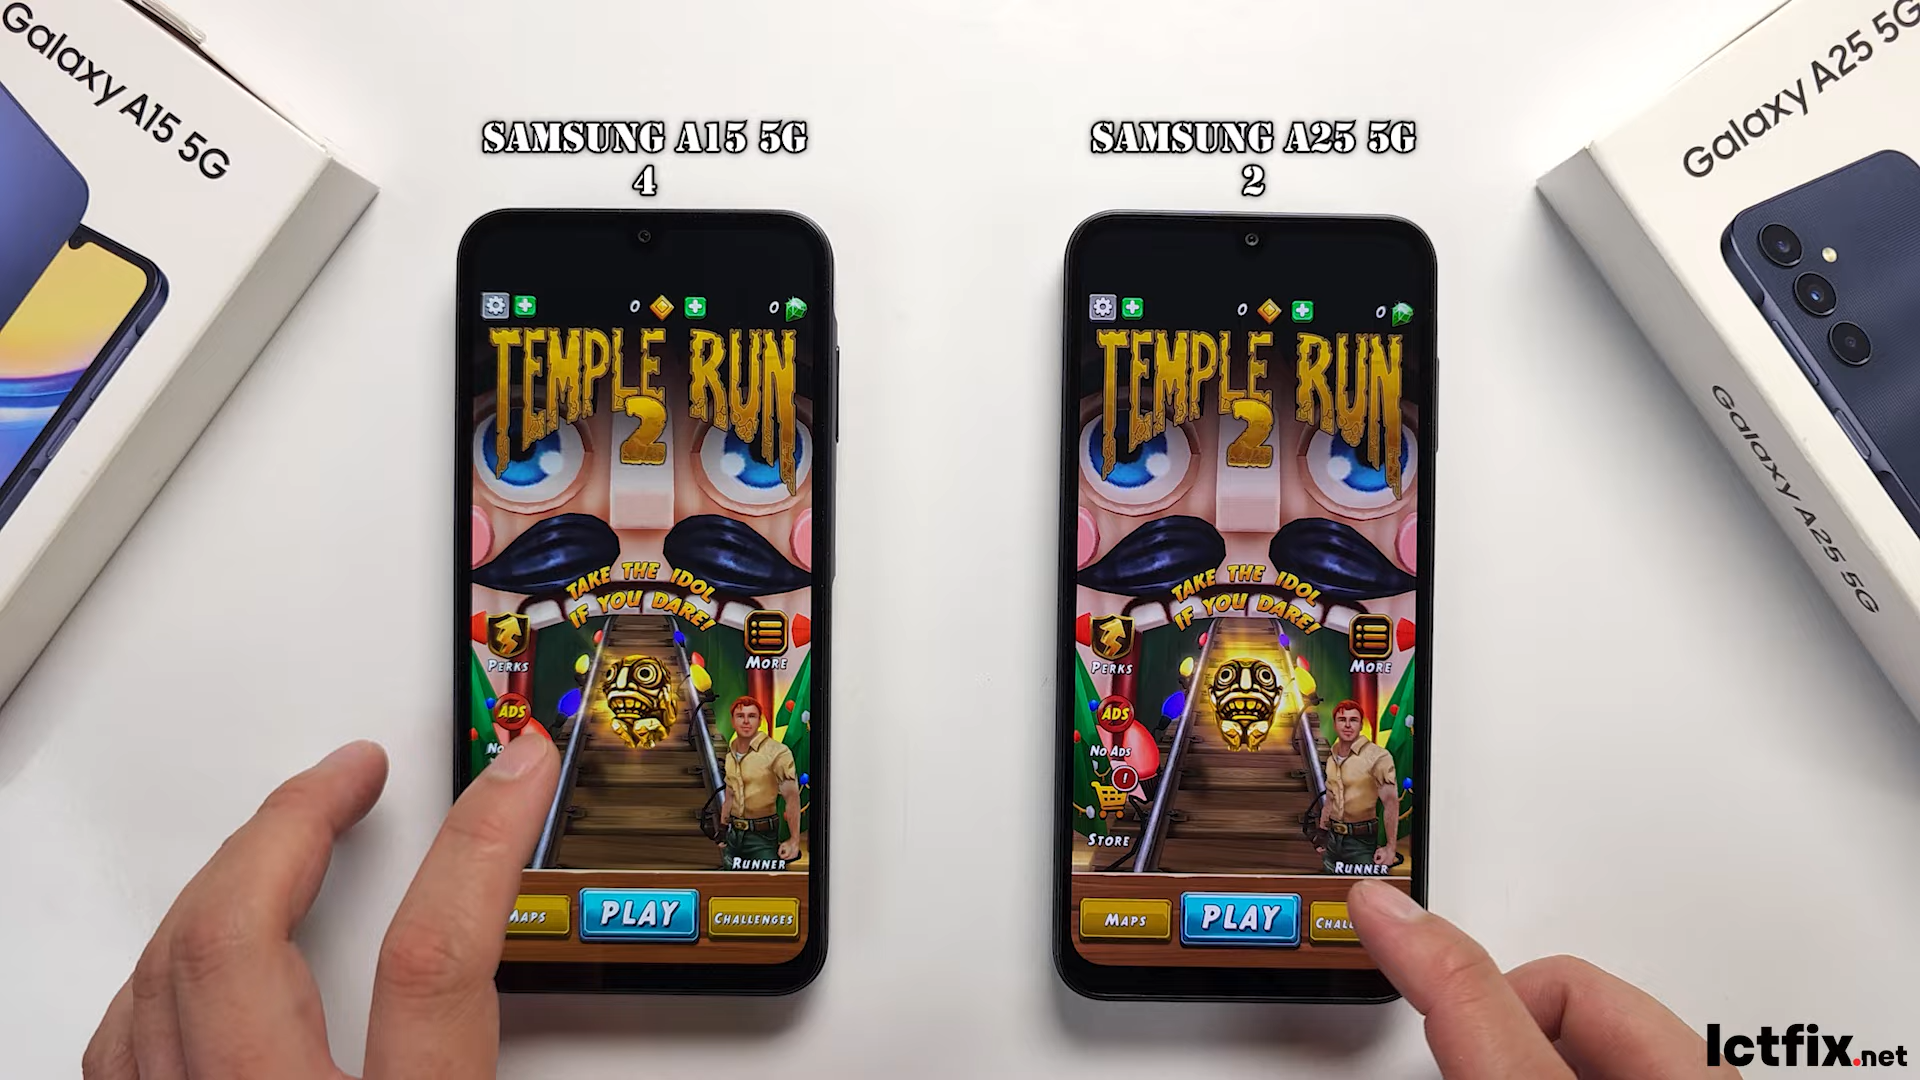 Galaxy A15 5G
SAMSUNG A15 5G
4
SAMSUNG A25 5G
2
Galaxy A25 5G
Galaxy A25 5G
0
0
TEMPLE RUN
2
TAKE THE IDOL
IF YOU DARE!
PERKS
MORE
ADS
NO
RUNNER
MAPS
PLAY
CHALLENGES
0
0
TEMPLE RUN
2
TAKE THE IDOL
IF YOU DARE!
PERKS
MORE
ADS
NO ADS
!
STORE
RUNNER
MAPS
PLAY
CHALL
Ictfix.net